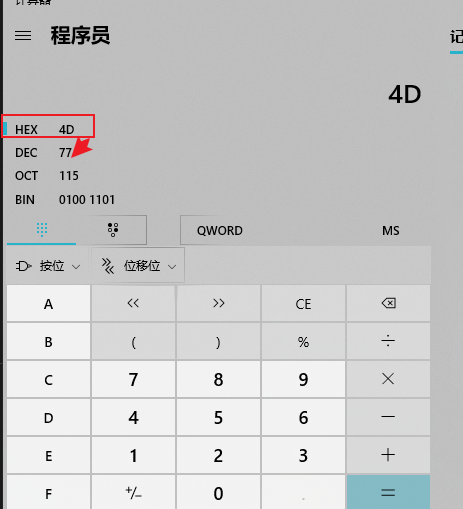 计算器
程序员
记
4D
HEX 4D
DEC 77
OCT 115
BIN 0100 1101
QWORD MS
按位 位移位
A << >> CE
B ( ) % ÷
C 7 8 9 ×
D 4 5 6 −
E 1 2 3 +
F +/− 0 . =